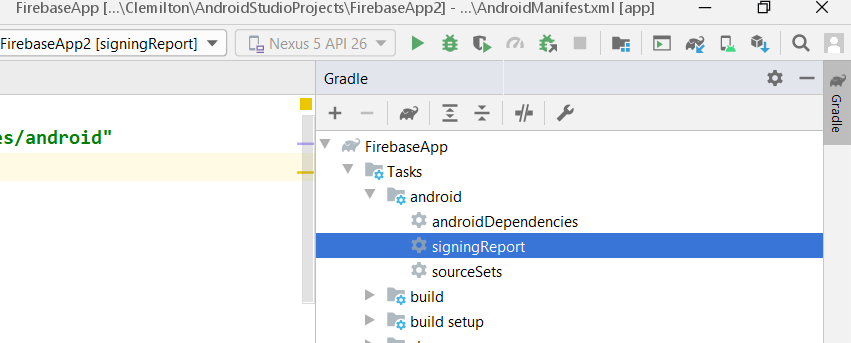 FirebaseApp [...\Clemilton\AndroidStudioProjects\FirebaseApp2] - ...\AndroidManifest.xml [app]
FirebaseApp2 [signingReport]
Nexus 5 API 26
Gradle
Gradle
es/android"
FirebaseApp
Tasks
android
androidDependencies
signingReport
sourceSets
build
build setup